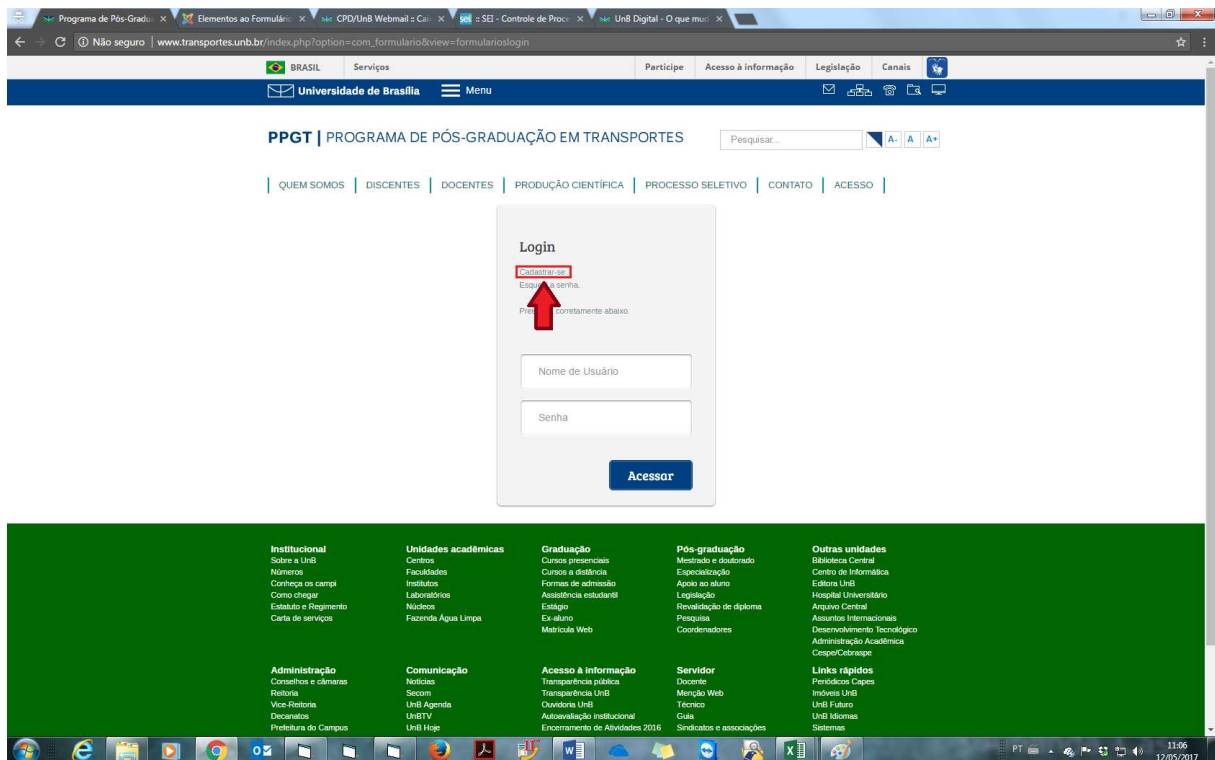 Programa de Pós-Gradu
Elementos ao Formulário
CPD/UnB Webmail ::
:: SEI - Controle de Proce
UnB Digital - O que mud
Não seguro | www.transportes.unb.br/index.php?option=com_formulario&view=formularioslogin
BRASIL Serviços Participe Acesso à informação Legislação Canais
Universidade de Brasília Menu
PPGT | PROGRAMA DE PÓS-GRADUAÇÃO EM TRANSPORTES
Pesquisar...
A- A A+
QUEM SOMOS DISCENTES DOCENTES PRODUÇÃO CIENTÍFICA PROCESSO SELETIVO CONTATO ACESSO
Login
Cadastrar-se.
a senha.
corretamente abaixo.
Nome de Usuário
Senha
Acessar
Institucional
Sobre a UnB
Números
Conheça os campi
Como chegar
Estatuto e Regimento
Carta de serviços
Unidades acadêmicas
Centros
Faculdades
Institutos
Laboratórios
Núcleos
Fazenda Água Limpa
Graduação
Cursos presenciais
Cursos a distância
Formas de admissão
Assistência estudantil
Estágio
Ex-aluno
Matrícula Web
Pós-graduação
Mestrado e doutorado
Especialização
Apoio ao aluno
Legislação
Revalidação de diploma
Pesquisa
Coordenadores
Outras unidades
Biblioteca Central
Centro de Informática
Editora UnB
Hospital Universitário
Arquivo Central
Assuntos Internacionais
Desenvolvimento Tecnológico
Administração Acadêmica
Cespe/Cebraspe
Administração
Conselhos e câmaras
Reitoria
Vice-Reitoria
Decanatos
Prefeitura do Campus
Comunicação
Notícias
Secom
UnB Agenda
UnBTV
UnB Hoje
Acesso à informação
Transparência pública
Transparência UnB
Ouvidoria UnB
Autoavaliação institucional
Encerramento de Atividades 2016
Servidor
Docente
Menção Web
Técnico
Guia
Sindicatos e associações
Links rápidos
Periódicos Capes
Imóveis UnB
UnB Futuro
UnB Idiomas
Sistemas
PT
11:06
12/05/2017